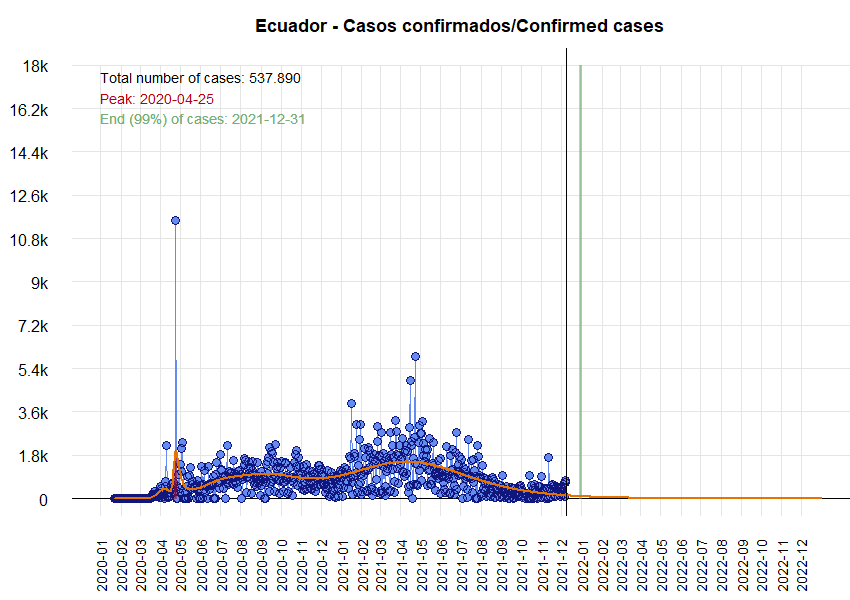 Ecuador - Casos confirmados/Confirmed cases
18k
Total number of cases: 537.890
Peak: 2020-04-25
16.2k
End (99%) of cases: 2021-12-31
14.4k
12.6k
10.8k
9k
7.2k
5.4k
3.6k
1.8k
0
2020-01
2020-02
2020-03
2020-04
2020-05
2020-06
2020-07
2020-08
2020-09
2020-10
2020-11
2020-12
2021-01
2021-02
2021-03
2021-04
2021-05
2021-06
2021-07
2021-08
2021-09
2021-10
2021-11
2021-12
2022-01
2022-02
2022-03
2022-04
2022-05
2022-06
2022-07
2022-08
2022-09
2022-10
2022-11
2022-12